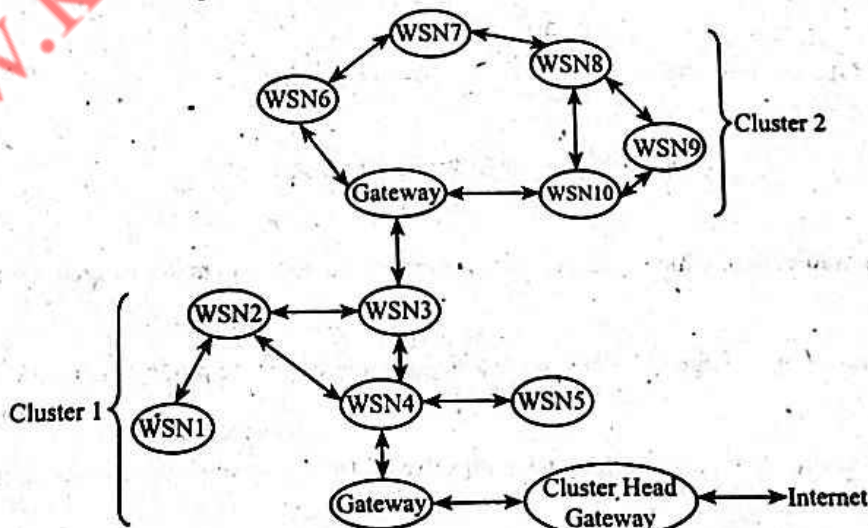 WSN7
WSN8
WSN6
WSN9
Cluster 2
Gateway
WSN10
WSN2
WSN3
WSN4
WSN5
Cluster 1
WSN1
Gateway
Cluster Head
Gateway
Internet